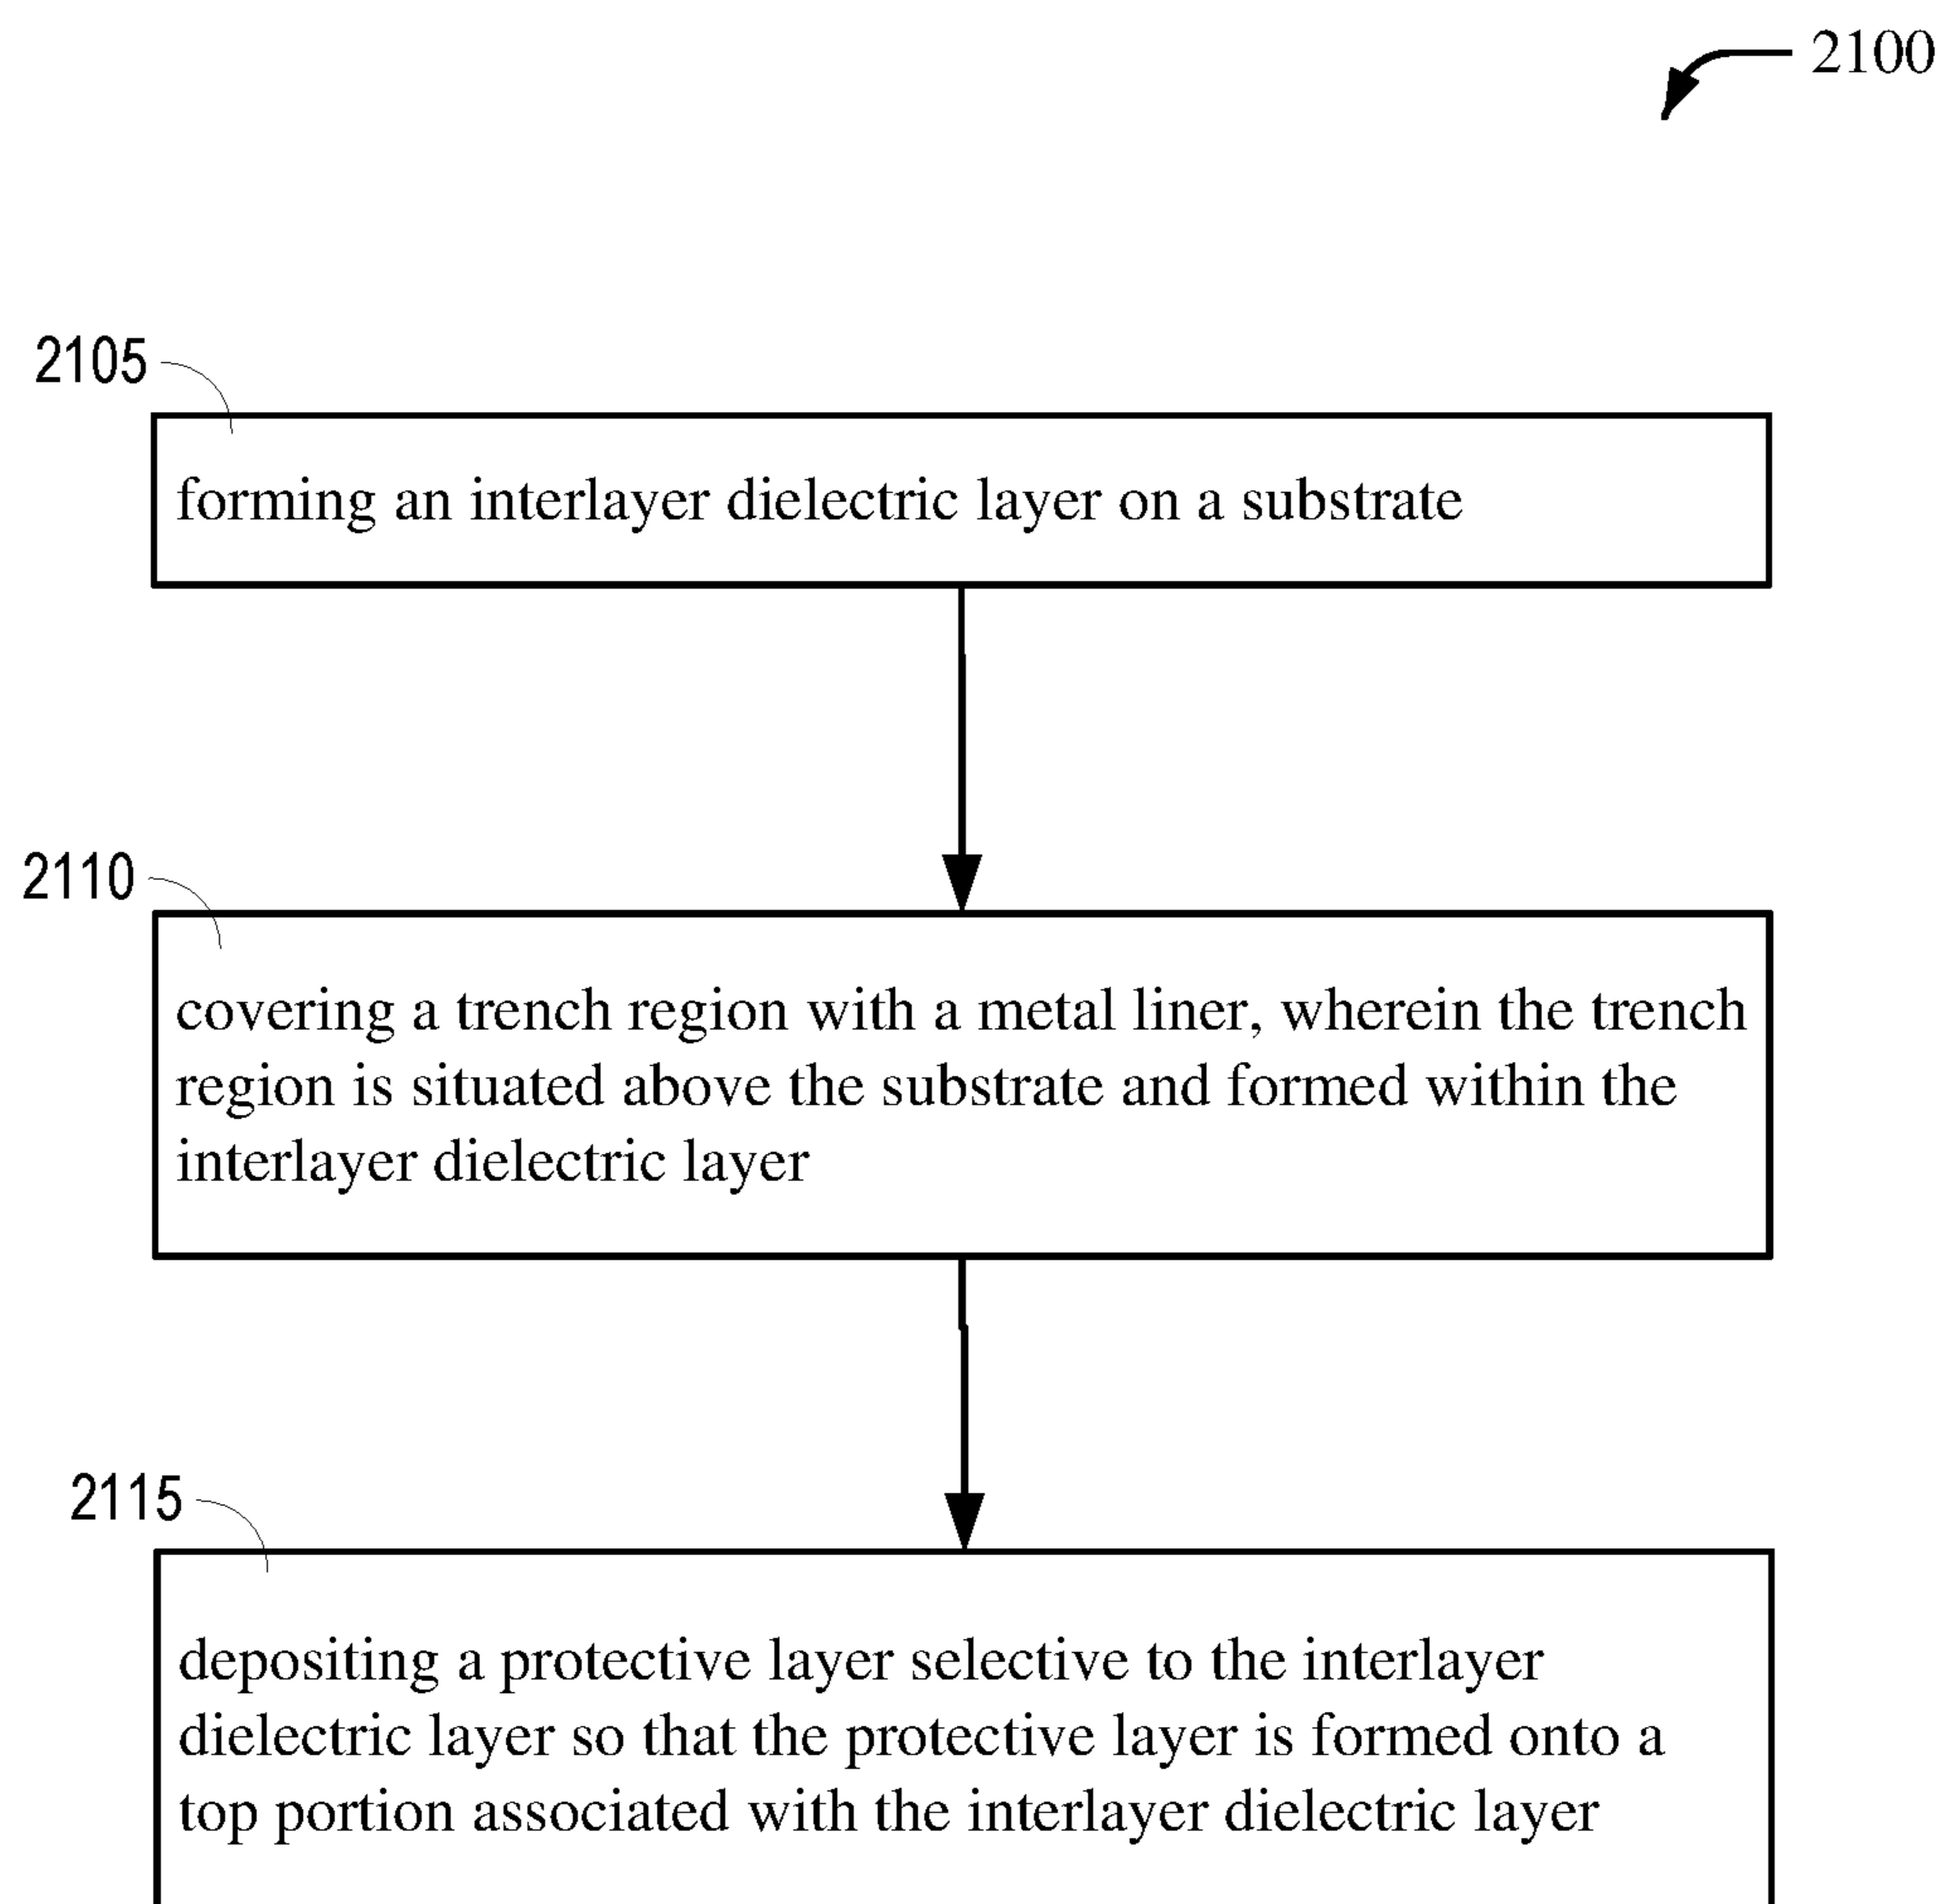 2100
2105
forming an interlayer dielectric layer on a substrate
2110
covering a trench region with a metal liner, wherein the trench
region is situated above the substrate and formed within the
interlayer dielectric layer
2115
depositing a protective layer selective to the interlayer
dielectric layer so that the protective layer is formed onto a
top portion associated with the interlayer dielectric layer